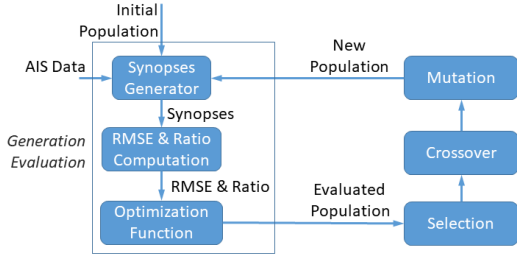 Initial
Population
AIS Data
Synopses
Generator
New
Population
Mutation
Synopses
Generation
Evaluation
RMSE & Ratio
Computation
Crossover
RMSE & Ratio
Evaluated
Population
Optimization
Function
Selection